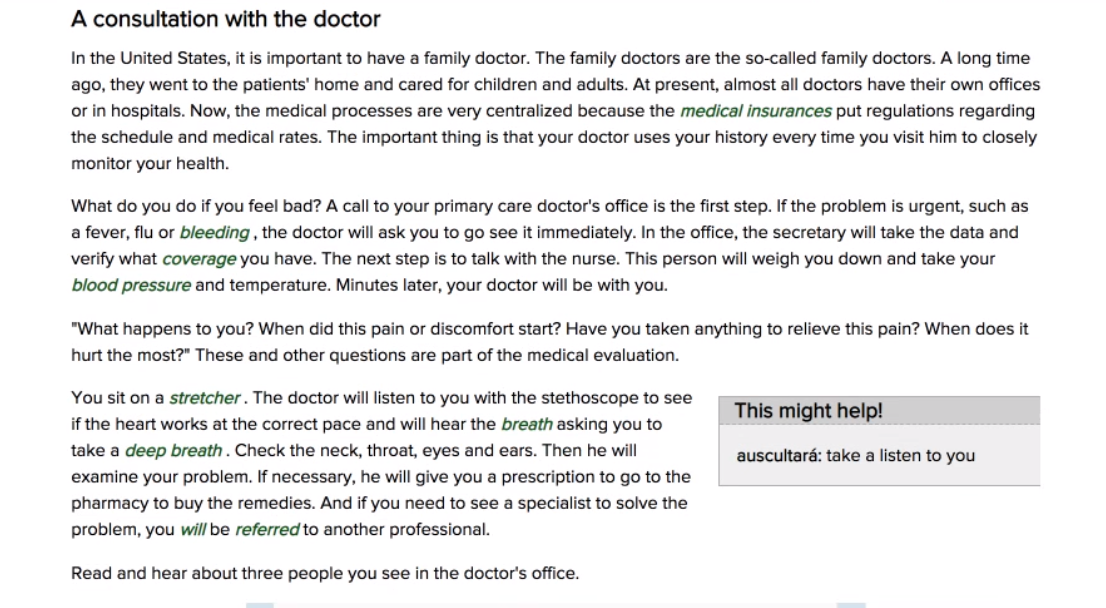 A consultation with the doctor
In the United States, it is important to have a family doctor. The family doctors are the so-called family doctors. A long time
ago, they went to the patients' home and cared for children and adults. At present, almost all doctors have their own offices
or in hospitals. Now, the medical processes are very centralized because the medical insurances put regulations regarding
the schedule and medical rates. The important thing is that your doctor uses your history every time you visit him to closely
monitor your health.
What do you do if you feel bad? A call to your primary care doctor's office is the first step. If the problem is urgent, such as
a fever, flu or bleeding , the doctor will ask you to go see it immediately. In the office, the secretary will take the data and
verify what coverage you have. The next step is to talk with the nurse. This person will weigh you down and take your
blood pressure and temperature. Minutes later, your doctor will be with you.
"What happens to you? When did this pain or discomfort start? Have you taken anything to relieve this pain? When does it
hurt the most?" These and other questions are part of the medical evaluation.
You sit on a stretcher . The doctor will listen to you with the stethoscope to see
if the heart works at the correct pace and will hear the breath asking you to
take a deep breath . Check the neck, throat, eyes and ears. Then he will
examine your problem. If necessary, he will give you a prescription to go to the
pharmacy to buy the remedies. And if you need to see a specialist to solve the
problem, you will be referred to another professional.
This might help!
auscultará: take a listen to you
Read and hear about three people you see in the doctor's office.